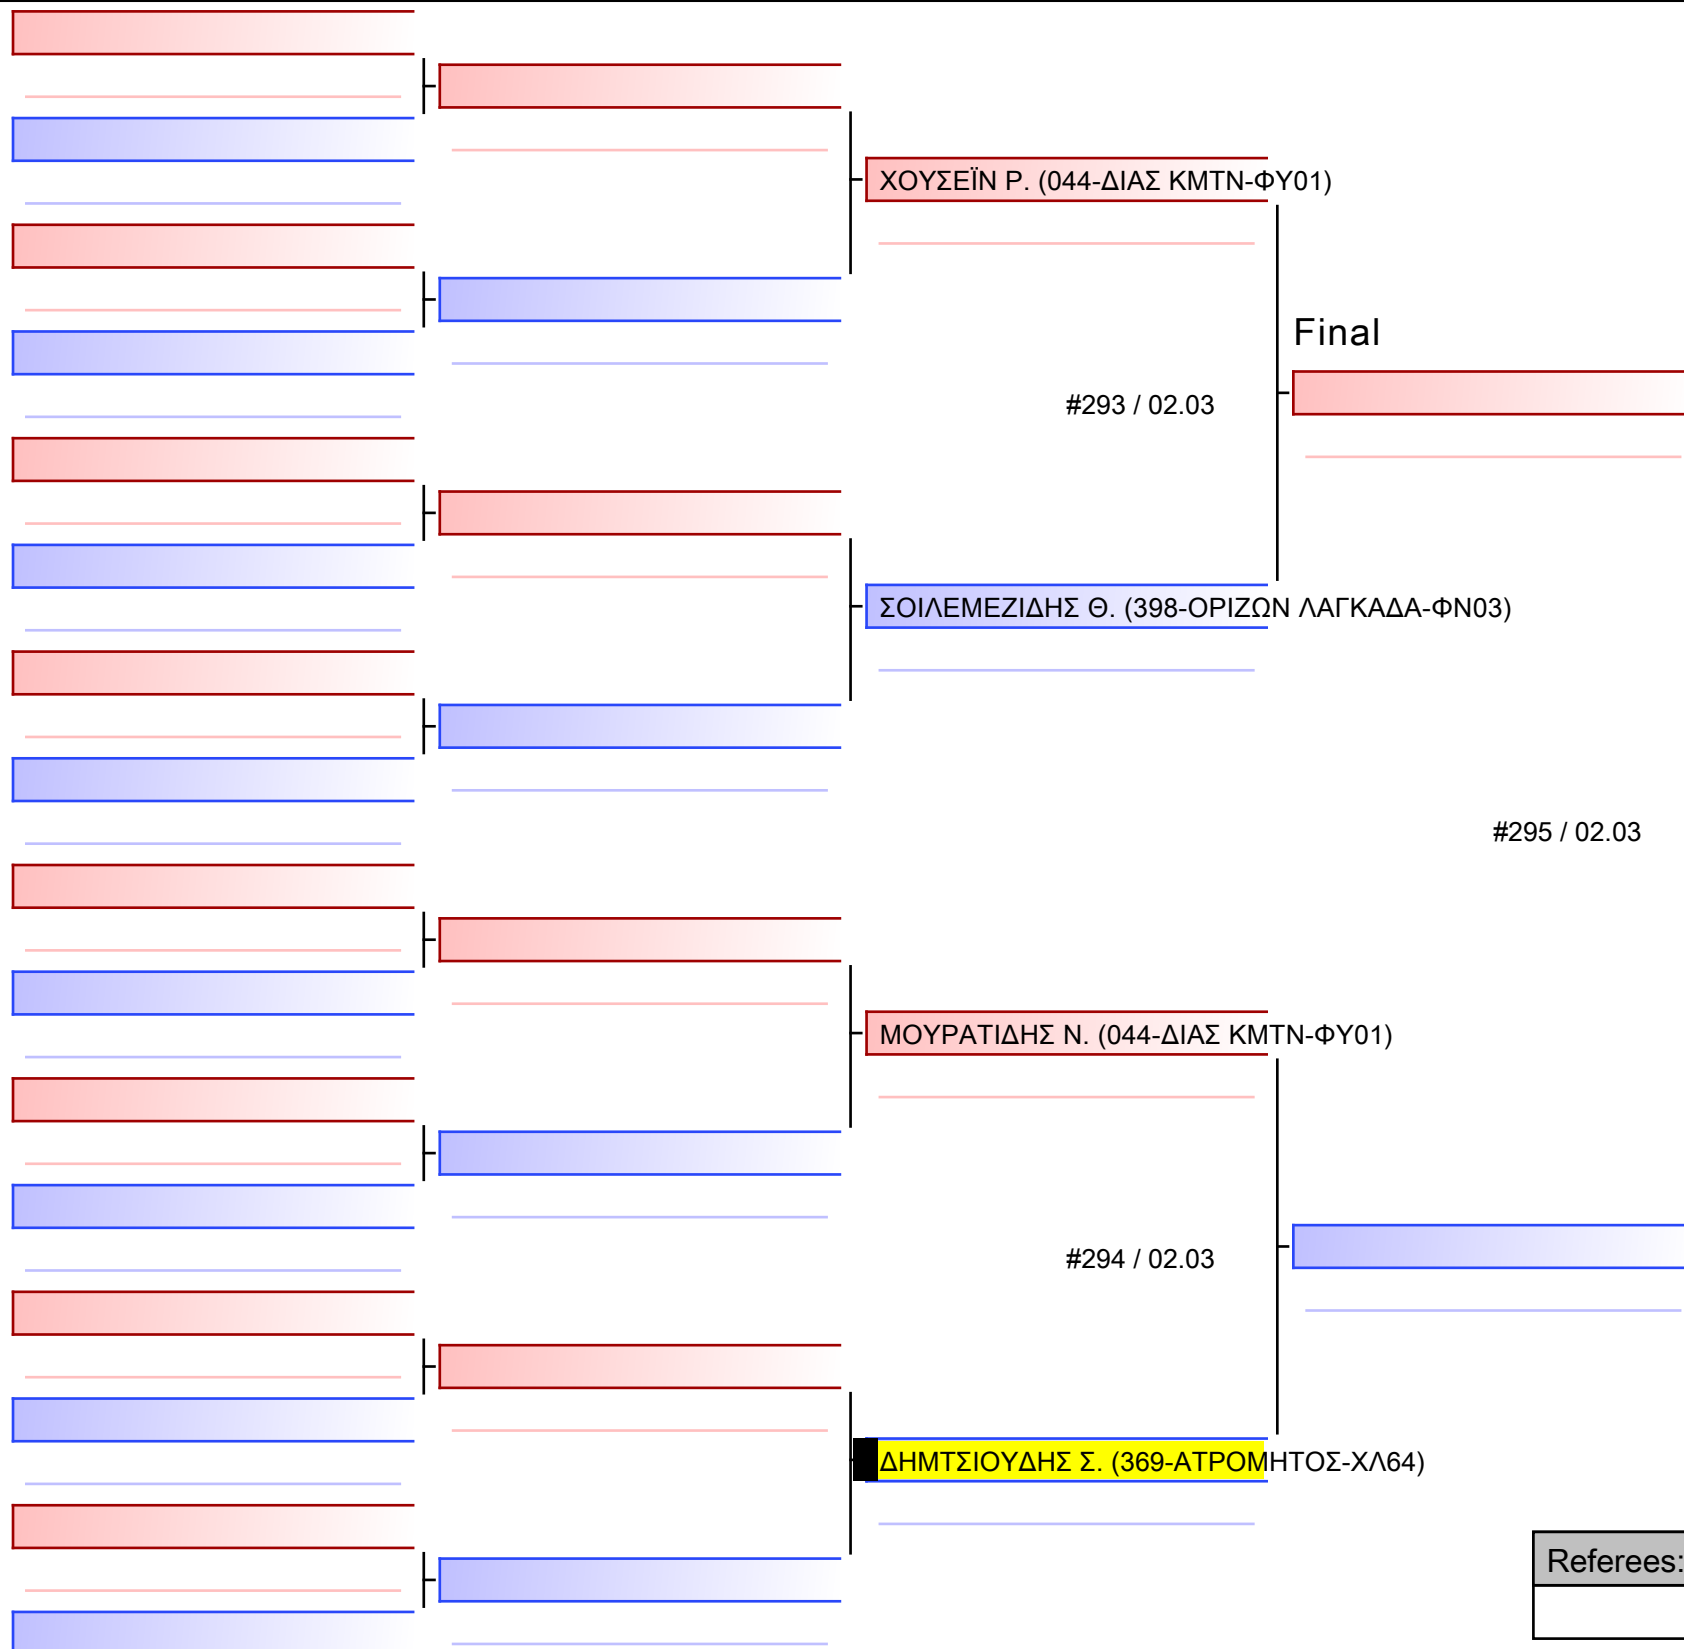 ΧΟΥΣΕΪΝ Ρ. (044-ΔΙΑΣ ΚΜΤΝ-ΦΥ01)
Final
#293 / 02.03
ΣΟΙΛΕΜΕΖΙΔΗΣ Θ. (398-ΟΡΙΖΩΝ ΛΑΓΚΑΔΑ-ΦΝ03)
#295 / 02.03
ΜΟΥΡΑΤΙΔΗΣ Ν. (044-ΔΙΑΣ ΚΜΤΝ-ΦΥ01)
#294 / 02.03
ΔΗΜΤΣΙΟΥΔΗΣ Σ. (369-ΑΤΡΟΜΗΤΟΣ-ΧΛ64)
Referees: